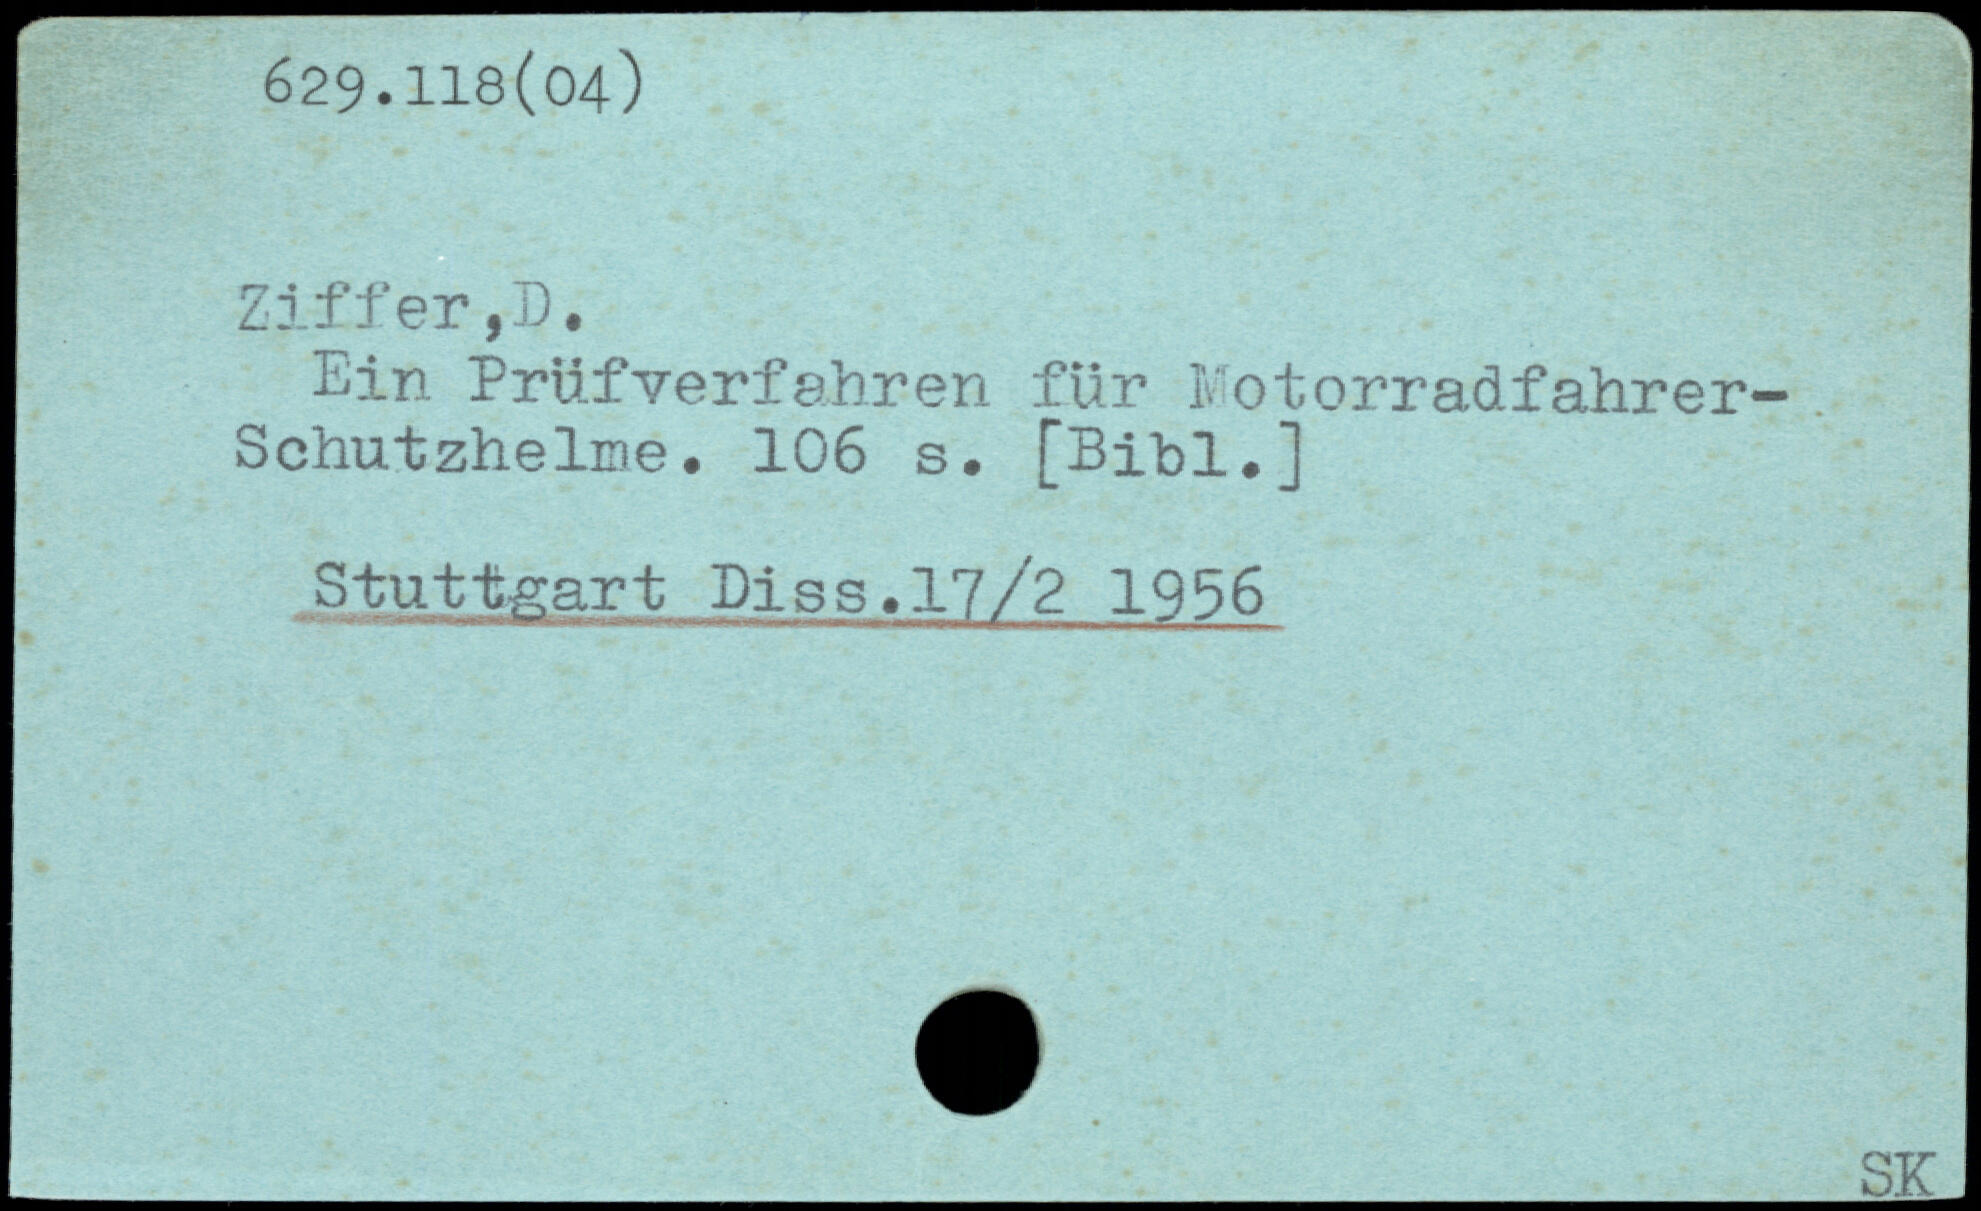 629.118(04)
Ziffer,D.
Ein Prüfverfahren für Motorradfahrer-
Schutzhelme. 106 s. [Bibl.]
Stuttgart Diss.17/2 1956
SK